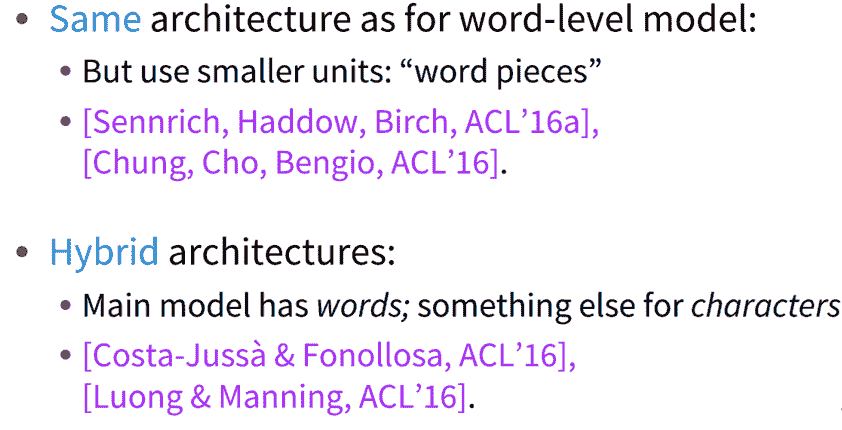 • Same architecture as for word-level model:
• But use smaller units: “word pieces”
• [Sennrich, Haddow, Birch, ACL’16a],
[Chung, Cho, Bengio, ACL’16].
• Hybrid architectures:
• Main model has words; something else for characters
• [Costa-Jussà & Fonollosa, ACL’16],
[Luong & Manning, ACL’16].